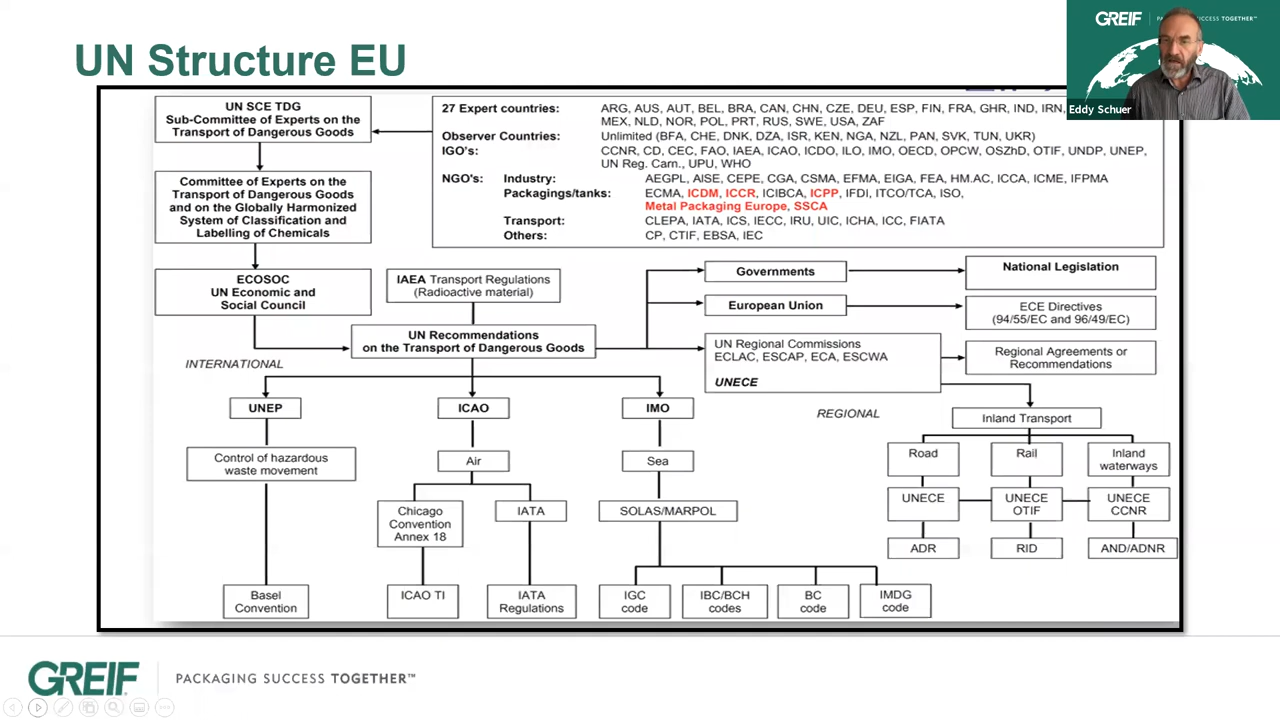 GREIF
PACKAGING SUCCESS TOGETHER™
Eddy Schuer
UN Structure EU
UN SCE TDG
Sub-Committee of Experts on the
Transport of Dangerous Goods
Committee of Experts on the
Transport of Dangerous Goods
and on the Globally Harmonized
System of Classification and
Labelling of Chemicals
ECOSOC
UN Economic and
Social Council
27 Expert countries: ARG, AUS, AUT, BEL, BRA, CAN, CHN, CZE, DEU, ESP, FIN, FRA, GHR, IND, IRN,
MEX, NLD, NOR, POL, PRT, RUS, SWE, USA, ZAF
Observer Countries: Unlimited (BFA, CHE, DNK, DZA, ISR, KEN, NGA, NZL, PAN, SVK, TUN, UKR)
IGO's: CCNR, CD, CEC, FAO, IAEA, ICAO, ICDO, ILO, IMO, OECD, OPCW, OSZhD, OTIF, UNDP, UNEP,
UN Reg. Carn., UPU, WHO
NGO's: Industry: AEGPL, AISE, CEPE, CGA, CSMA, EFMA, EIGA, FEA, HM.AC, ICCA, ICME, IFPMA
Packagings/tanks: ECMA, ICDM, ICCR, ICIBCA, ICPP, IFDI, ITCO/TCA, ISO,
Metal Packaging Europe, SSCA
Transport: CLEPA, IATA, ICS, IECC, IRU, UIC, ICHA, ICC, FIATA
Others: CP, CTIF, EBSA, IEC
IAEA Transport Regulations
(Radioactive material)
UN Recommendations
on the Transport of Dangerous Goods
Governments
National Legislation
European Union
ECE Directives
(94/55/EC and 96/49/EC)
UN Regional Commissions
ECLAC, ESCAP, ECA, ESCWA
UNECE
Regional Agreements or
Recommendations
INTERNATIONAL
REGIONAL
UNEP
ICAO
IMO
Inland Transport
Control of hazardous
waste movement
Air
Sea
Road
Rail
Inland
waterways
Chicago
Convention
Annex 18
IATA
SOLAS/MARPOL
UNECE
UNECE
OTIF
UNECE
CCNR
ADR
RID
AND/ADNR
Basel
Convention
ICAO TI
IATA
Regulations
IGC
code
IBC/BCH
codes
BC
code
IMDG
code
GREIF
PACKAGING SUCCESS TOGETHER™